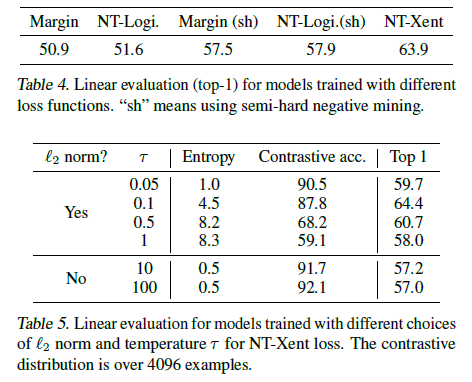 Margin NT-Logi. Margin (sh) NT-Logi.(sh) NT-Xent
50.9 51.6 57.5 57.9 63.9
Table 4. Linear evaluation (top-1) for models trained with different
loss functions. “sh” means using semi-hard negative mining.
ℓ2 norm? τ Entropy Contrastive acc. Top 1
Yes
0.05 1.0 90.5 59.7
0.1 4.5 87.8 64.4
0.5 8.2 68.2 60.7
1 8.3 59.1 58.0
No
10 0.5 91.7 57.2
100 0.5 92.1 57.0
Table 5. Linear evaluation for models trained with different choices
of ℓ2 norm and temperature τ for NT-Xent loss. The contrastive
distribution is over 4096 examples.